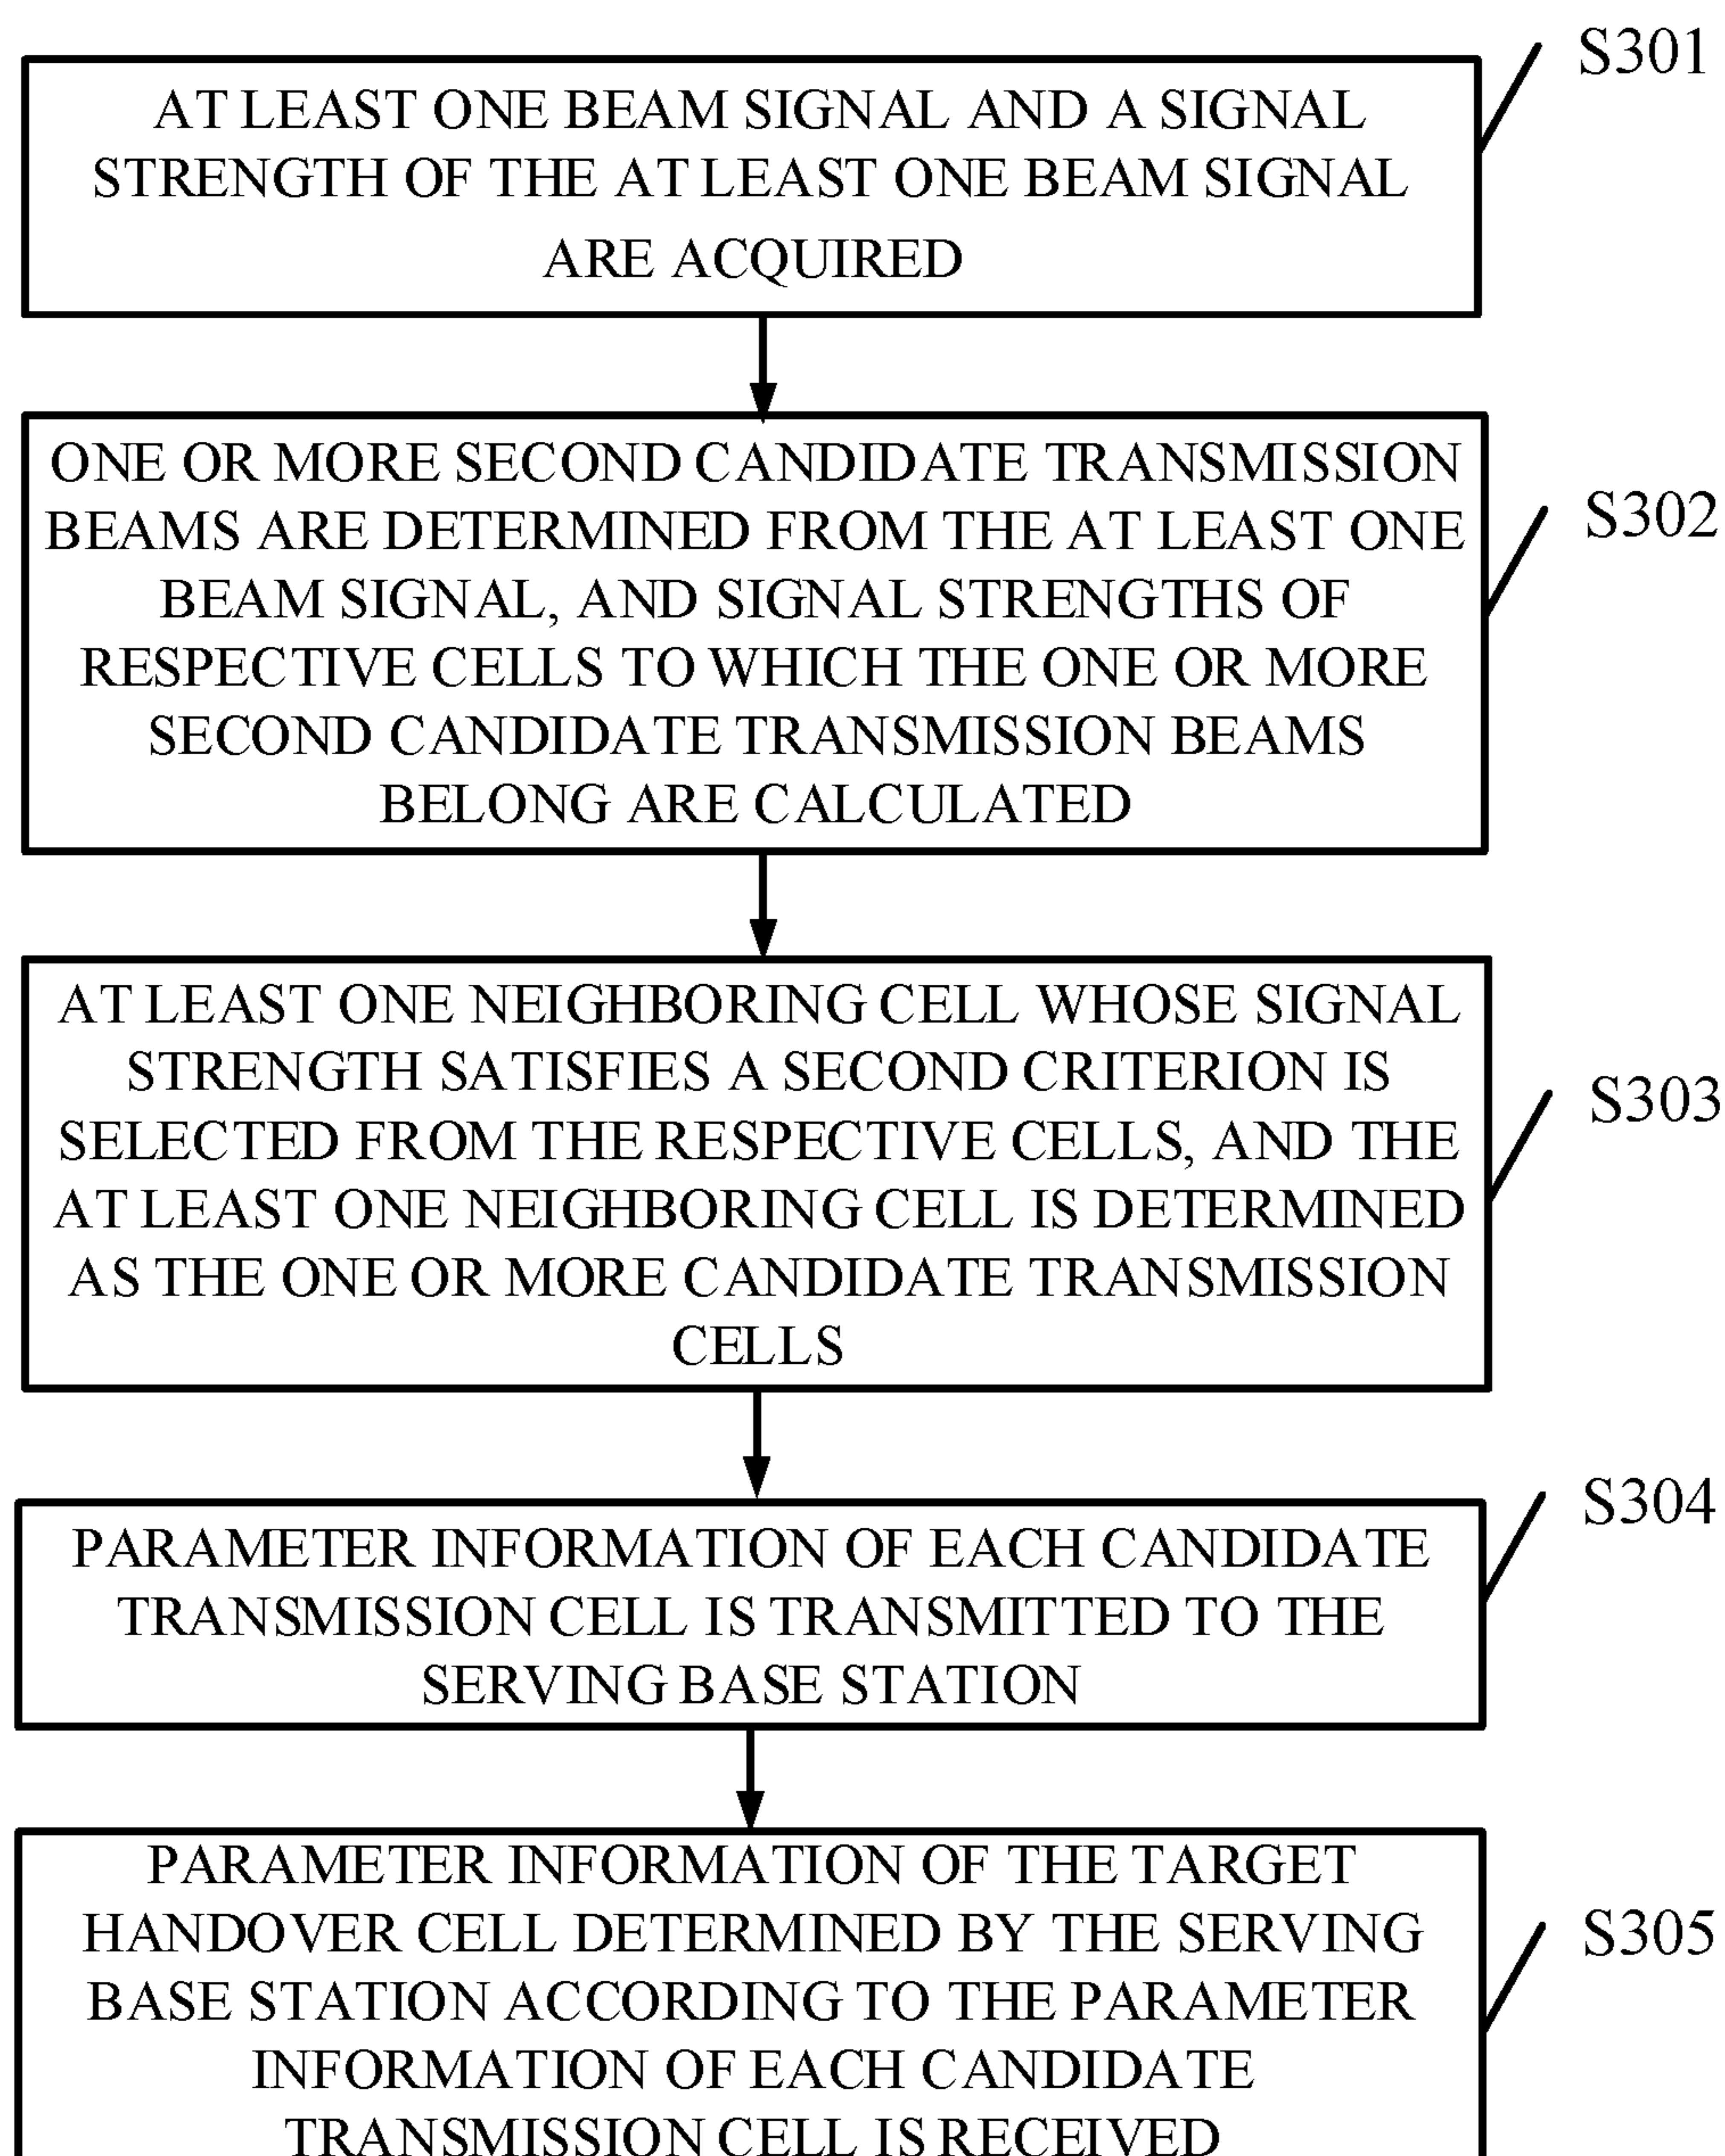 S301
AT LEAST ONE BEAM SIGNAL AND A SIGNAL
STRENGTH OF THE AT LEAST ONE BEAM SIGNAL
ARE ACQUIRED
ONE OR MORE SECOND CANDIDATE TRANSMISSION
BEAMS ARE DETERMINED FROM THE AT LEAST ONE
BEAM SIGNAL, AND SIGNAL STRENGTHS OF
RESPECTIVE CELLS TO WHICH THE ONE OR MORE
SECOND CANDIDATE TRANSMISSION BEAMS
BELONG ARE CALCULATED
S302
AT LEAST ONE NEIGHBORING CELL WHOSE SIGNAL
STRENGTH SATISFIES A SECOND CRITERION IS
SELECTED FROM THE RESPECTIVE CELLS, AND THE
AT LEAST ONE NEIGHBORING CELL IS DETERMINED
AS THE ONE OR MORE CANDIDATE TRANSMISSION
CELLS
S303
PARAMETER INFORMATION OF EACH CANDIDATE
TRANSMISSION CELL IS TRANSMITTED TO THE
SERVING BASE STATION
S304
PARAMETER INFORMATION OF THE TARGET
HANDOVER CELL DETERMINED BY THE SERVING
BASE STATION ACCORDING TO THE PARAMETER
INFORMATION OF EACH CANDIDATE
TRANSMISSION CELL IS RECEIVED
S305